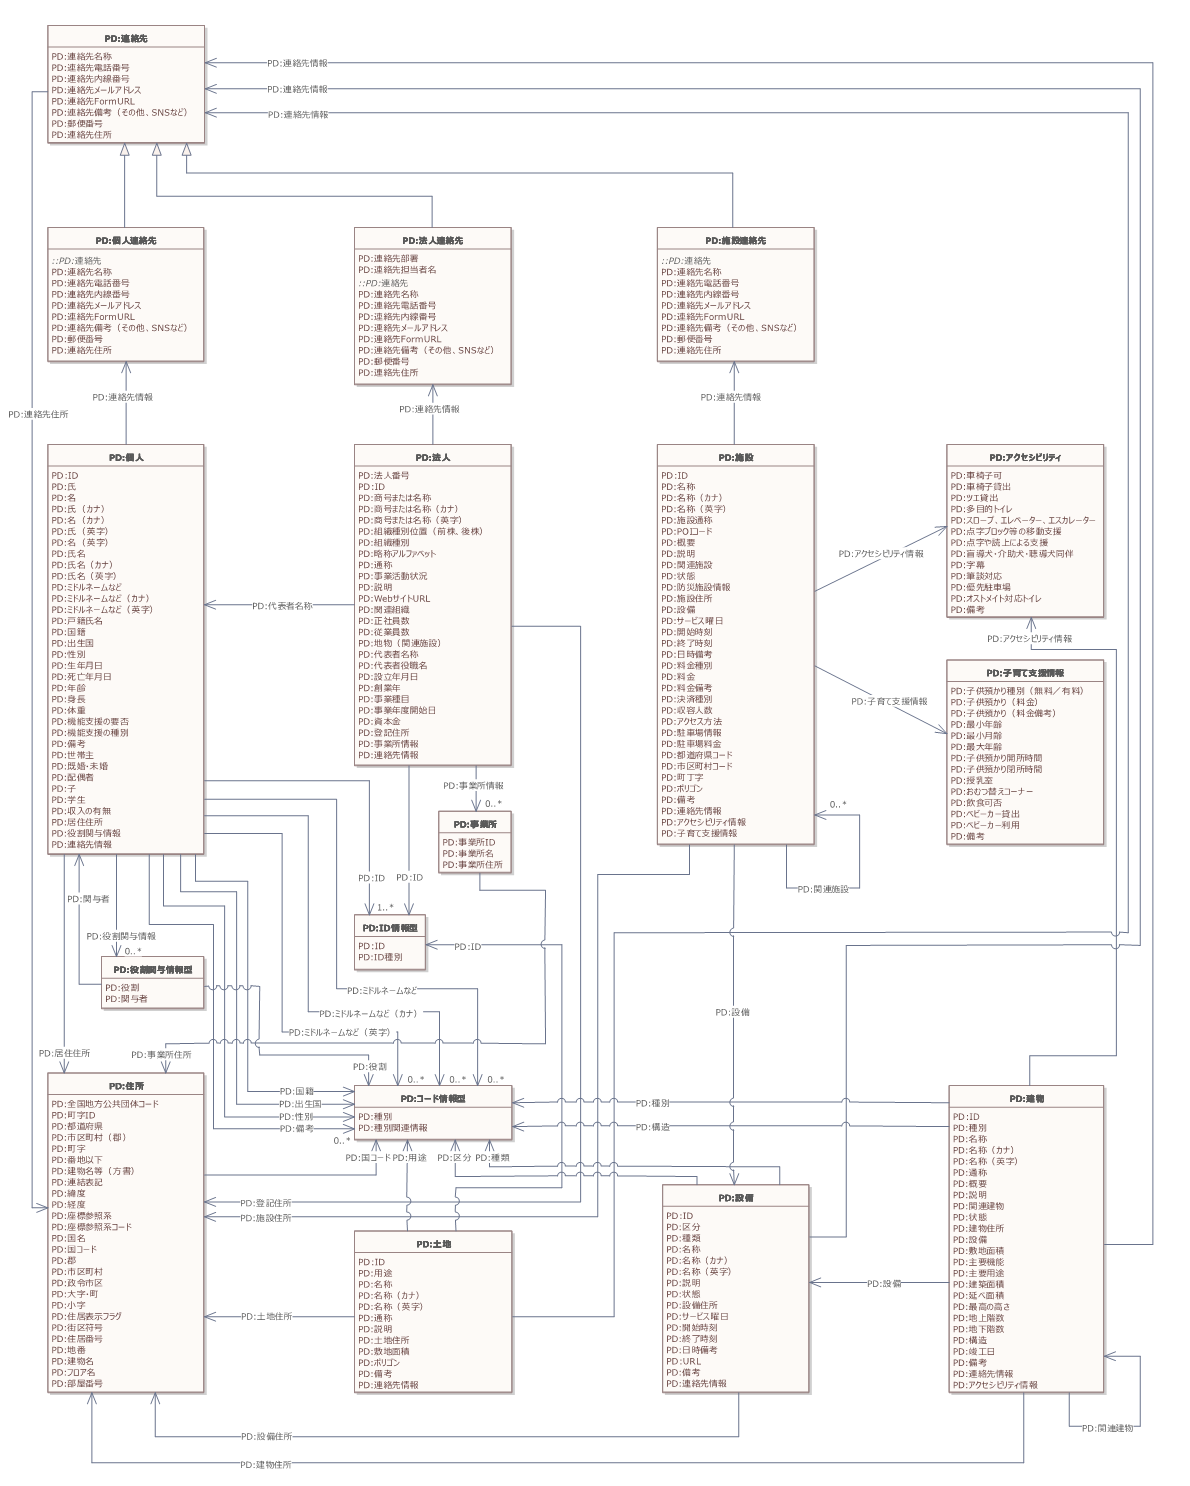 PD:連絡先
PD:連絡先名称
PD:連絡先電話番号
PD:連絡先内線番号
PD:連絡先メールアドレス
PD:連絡先FormURL
PD:連絡先備考（その他、SNSなど）
PD:郵便番号
PD:連絡先住所
PD:連絡先情報
PD:連絡先情報
PD:連絡先情報
PD:個人連絡先
::PD:連絡先
PD:連絡先名称
PD:連絡先電話番号
PD:連絡先内線番号
PD:連絡先メールアドレス
PD:連絡先FormURL
PD:連絡先備考（その他、SNSなど）
PD:郵便番号
PD:連絡先住所
PD:法人連絡先
PD:連絡先部署
PD:連絡先担当者名
::PD:連絡先
PD:連絡先名称
PD:連絡先電話番号
PD:連絡先内線番号
PD:連絡先メールアドレス
PD:連絡先FormURL
PD:連絡先備考（その他、SNSなど）
PD:郵便番号
PD:連絡先住所
PD:施設連絡先
::PD:連絡先
PD:連絡先名称
PD:連絡先電話番号
PD:連絡先内線番号
PD:連絡先メールアドレス
PD:連絡先FormURL
PD:連絡先備考（その他、SNSなど）
PD:郵便番号
PD:連絡先住所
PD:連絡先情報
PD:連絡先情報
PD:連絡先情報
PD:連絡先住所
PD:個人
PD:ID
PD:氏
PD:名
PD:氏（カナ）
PD:名（カナ）
PD:氏（英字）
PD:名（英字）
PD:氏名
PD:氏名（カナ）
PD:氏名（英字）
PD:ミドルネームなど
PD:ミドルネームなど（カナ）
PD:ミドルネームなど（英字）
PD:戸籍氏名
PD:国籍
PD:出生国
PD:性別
PD:生年月日
PD:死亡年月日
PD:年齢
PD:身長
PD:体重
PD:機能支援の要否
PD:機能支援の種別
PD:備考
PD:世帯主
PD:既婚・未婚
PD:配偶者
PD:子
PD:学生
PD:収入の有無
PD:居住住所
PD:役割関与情報
PD:連絡先情報
PD:代表者名称
PD:法人
PD:法人番号
PD:ID
PD:商号または名称
PD:商号または名称（カナ）
PD:商号または名称（英字）
PD:組織種別位置（前株、後株）
PD:組織種別
PD:略称アルファベット
PD:通称
PD:事業活動状況
PD:説明
PD:WebサイトURL
PD:関連組織
PD:正社員数
PD:従業員数
PD:地物（関連施設）
PD:代表者名称
PD:代表者役職名
PD:設立年月日
PD:創業年
PD:事業種目
PD:事業年度開始日
PD:資本金
PD:登記住所
PD:事業所情報
PD:連絡先情報
PD:施設
PD:ID
PD:名称
PD:名称（カナ）
PD:名称（英字）
PD:施設通称
PD:POIコード
PD:概要
PD:説明
PD:関連施設
PD:状態
PD:防災施設情報
PD:施設住所
PD:設備
PD:サービス曜日
PD:開始時刻
PD:終了時刻
PD:日時備考
PD:料金種別
PD:料金
PD:料金備考
PD:決済種別
PD:収容人数
PD:アクセス方法
PD:駐車場情報
PD:駐車場料金
PD:都道府県コード
PD:市区町村コード
PD:町丁字
PD:ポリゴン
PD:備考
PD:連絡先情報
PD:アクセシビリティ情報
PD:子育て支援情報
PD:アクセシビリティ情報
PD:子育て支援情報
PD:アクセシビリティ
PD:車椅子可
PD:車椅子貸出
PD:ツエ貸出
PD:多目的トイレ
PD:スロープ、エレベーター、エスカレーター
PD:点字ブロック等の移動支援
PD:点字や読上による支援
PD:盲導犬・介助犬・聴導犬同伴
PD:字幕
PD:筆談対応
PD:優先駐車場
PD:オストメイト対応トイレ
PD:備考
PD:アクセシビリティ情報
PD:子育て支援情報
PD:子供預かり種別（無料／有料）
PD:子供預かり（料金）
PD:子供預かり（料金備考）
PD:最小年齢
PD:最小月齢
PD:最大年齢
PD:子供預かり開所時間
PD:子供預かり閉所時間
PD:授乳室
PD:おむつ替えコーナー
PD:飲食可否
PD:ベビーカー貸出
PD:ベビーカー利用
PD:備考
PD:事業所情報
0..*
PD:事業所
PD:事業所ID
PD:事業所名
PD:事業所住所
0..*
PD:関連施設
PD:ID
PD:ID
1..*
PD:ID情報型
PD:ID
PD:ID種別
PD:ID
PD:関与者
PD:役割関与情報
0..*
PD:役割関与情報型
PD:役割
PD:関与者
PD:ミドルネームなど
PD:ミドルネームなど（カナ）
PD:ミドルネームなど（英字）
PD:設備
PD:居住住所
PD:事業所住所
PD:役割
0..*
0..*
0..*
PD:国籍
PD:出生国
PD:性別
PD:備考
0..*
PD:コード情報型
PD:種別
PD:種別関連情報
PD:種別
PD:構造
PD:国コード
PD:用途
PD:区分
PD:種類
PD:住所
PD:全国地方公共団体コード
PD:町字ID
PD:都道府県
PD:市区町村（郡）
PD:町字
PD:番地以下
PD:建物名等（方書）
PD:連結表記
PD:緯度
PD:経度
PD:座標参照系
PD:座標参照系コード
PD:国名
PD:国コード
PD:郡
PD:市区町村
PD:政令市区
PD:大字・町
PD:小字
PD:住居表示フラグ
PD:街区符号
PD:住居番号
PD:地番
PD:建物名
PD:フロア名
PD:部屋番号
PD:登記住所
PD:施設住所
PD:土地住所
PD:土地
PD:ID
PD:用途
PD:名称
PD:名称（カナ）
PD:名称（英字）
PD:通称
PD:説明
PD:土地住所
PD:敷地面積
PD:ポリゴン
PD:備考
PD:連絡先情報
PD:設備
PD:ID
PD:区分
PD:種類
PD:名称
PD:名称（カナ）
PD:名称（英字）
PD:説明
PD:状態
PD:設備住所
PD:サービス曜日
PD:開始時刻
PD:終了時刻
PD:日時備考
PD:URL
PD:備考
PD:連絡先情報
PD:設備
PD:建物
PD:ID
PD:種別
PD:名称
PD:名称（カナ）
PD:名称（英字）
PD:通称
PD:概要
PD:説明
PD:関連建物
PD:状態
PD:建物住所
PD:設備
PD:敷地面積
PD:主要機能
PD:主要用途
PD:建築面積
PD:延べ面積
PD:最高の高さ
PD:地上階数
PD:地下階数
PD:構造
PD:竣工日
PD:備考
PD:連絡先情報
PD:アクセシビリティ情報
PD:関連建物
PD:設備住所
PD:建物住所